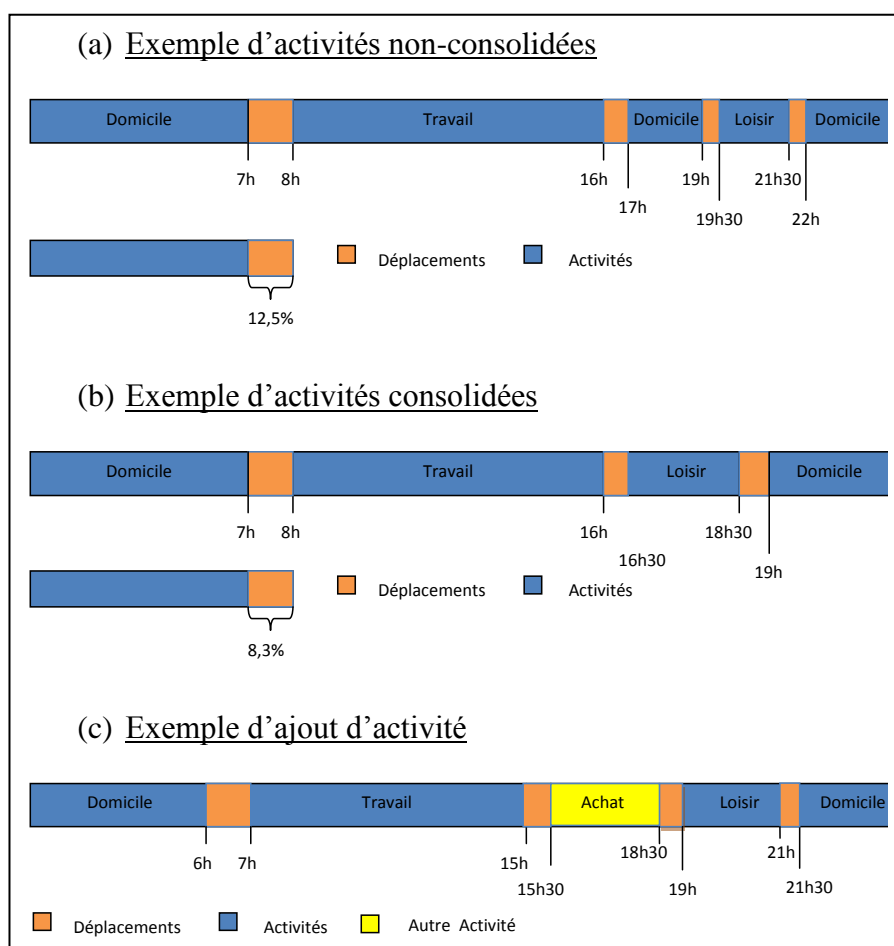 (a) Exemple d'activités non-consolidées
Domicile Travail Domicile Loisir Domicile
7h 8h 16h 19h 21h30
17h 19h30 22h
Déplacements Activités
12,5%
(b) Exemple d'activités consolidées
Domicile Travail Loisir Domicile
7h 8h 16h 18h30
16h30 19h
Déplacements Activités
8,3%
(c) Exemple d'ajout d'activité
Domicile Travail Achat Loisir Domicile
6h 7h 15h 18h30 21h
15h30 19h 21h30
Déplacements Activités Autre Activité